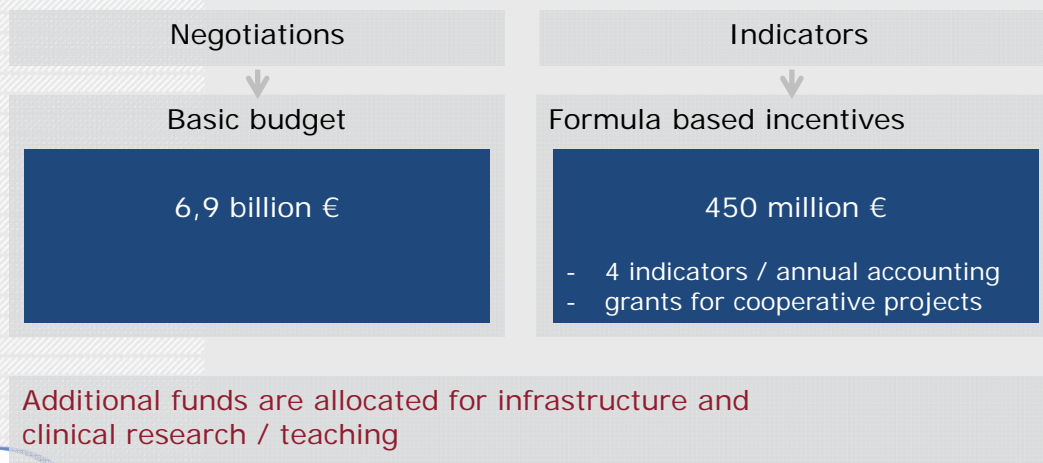 Negotiations
Basic budget
6,9 billion €
Indicators
Formula based incentives
450 million €
- 4 indicators / annual accounting
- grants for cooperative projects
Additional funds are allocated for infrastructure and
clinical research / teaching